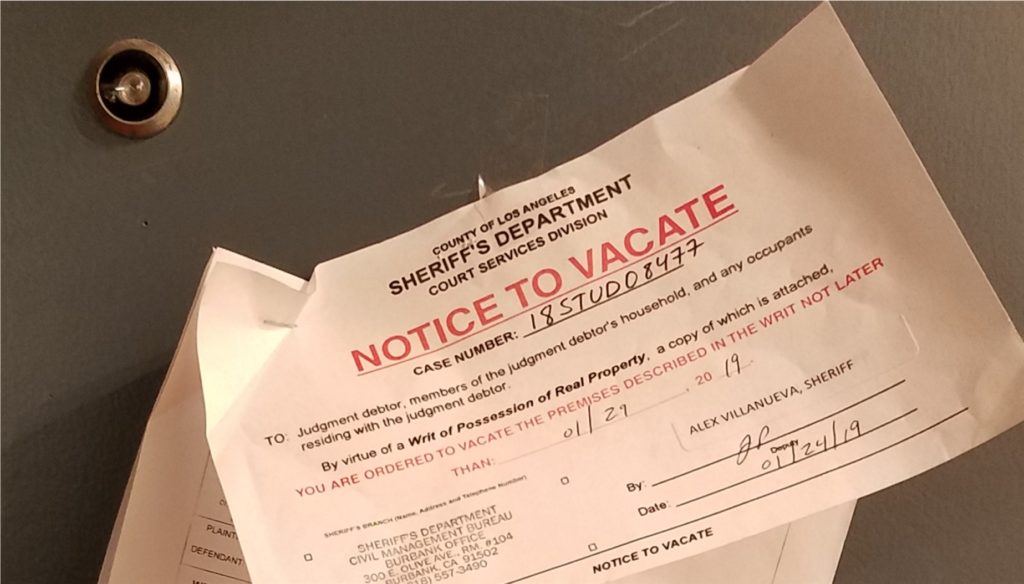 COUNTY OF LOS ANGELES
SHERIFF'S DEPARTMENT
COURT SERVICES DIVISION
NOTICE TO VACATE
CASE NUMBER: 18STUD08477
TO: Judgment debtor, members of the judgment debtor's household, and any occupants
residing with the judgment debtor.
By virtue of a Writ of Possession of Real Property, a copy of which is attached,
YOU ARE ORDERED TO VACATE THE PREMISES DESCRIBED IN THE WRIT NOT LATER
THAN: 01/29, 2019.
ALEX VILLANUEVA, SHERIFF
By:
Deputy
Date: 01/24/19
SHERIFF'S BRANCH (Name, Address and Telephone Number)
SHERIFF'S DEPARTMENT
CIVIL MANAGEMENT BUREAU
BURBANK OFFICE
300 E. OLIVE AVE., RM. #104
BURBANK, CA 91502
(818) 557-3490
NOTICE TO VACATE
PLAINT
DEFENDANT